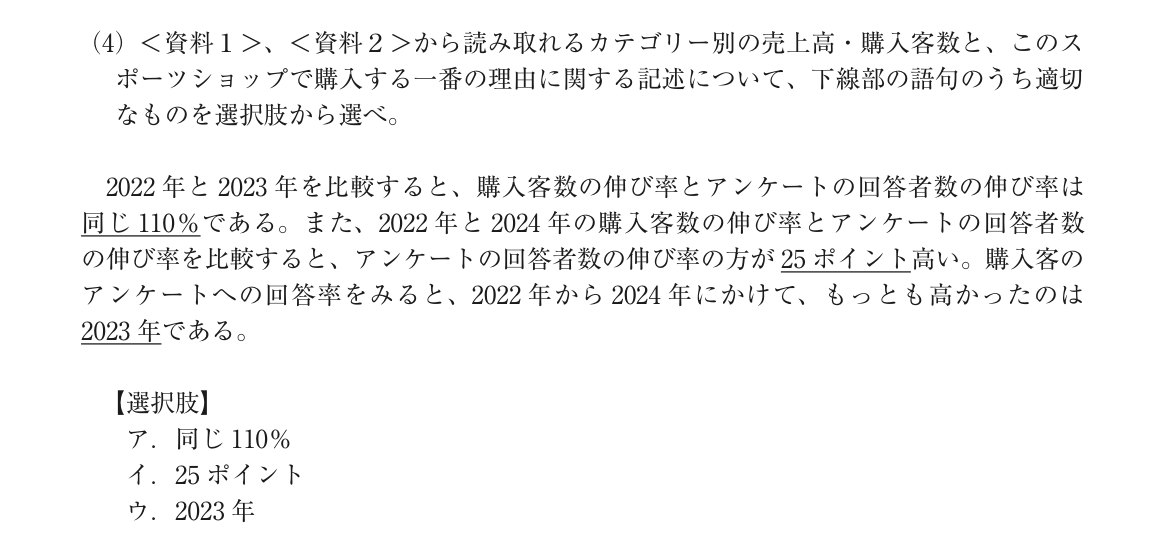 （4）＜資料１＞、＜資料２＞から読み取れるカテゴリー別の売上高・購入客数と、このス
ポーツショップで購入する一番の理由に関する記述について、下線部の語句のうち適切
なものを選択肢から選べ。
2022 年と 2023 年を比較すると、購入客数の伸び率とアンケートの回答者数の伸び率は
同じ 110％である。また、2022 年と 2024 年の購入客数の伸び率とアンケートの回答者数
の伸び率を比較すると、アンケートの回答者数の伸び率の方が 25 ポイント高い。購入客の
アンケートへの回答率をみると、2022 年から 2024 年にかけて、もっとも高かったのは
2023 年である。
【選択肢】
ア．同じ 110％
イ．25 ポイント
ウ．2023 年